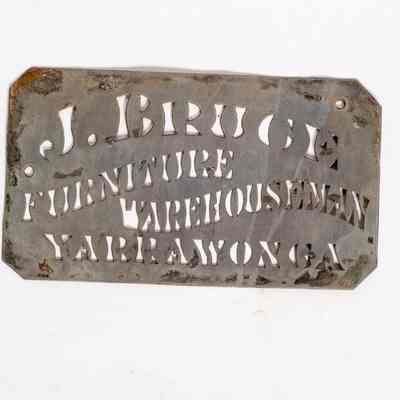 J. BRUCE
FURNITURE
WAREHOUSEMAN
YARRAWONGA